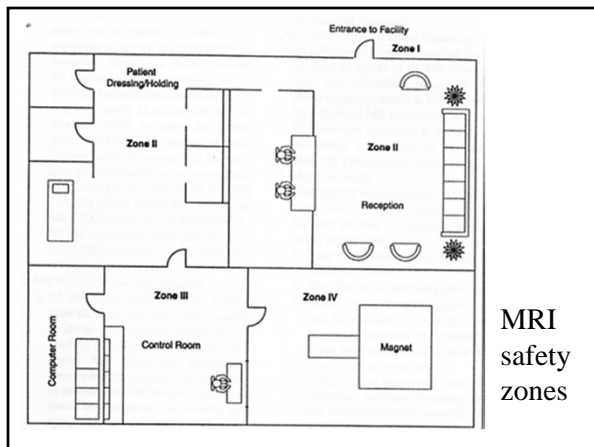 Entrance to Facility
Zone I
Patient
Dressing/Holding
Zone II
Zone II
Reception
Zone III
Zone IV
Computer Room
Control Room
Magnet
MRI
safety
zones